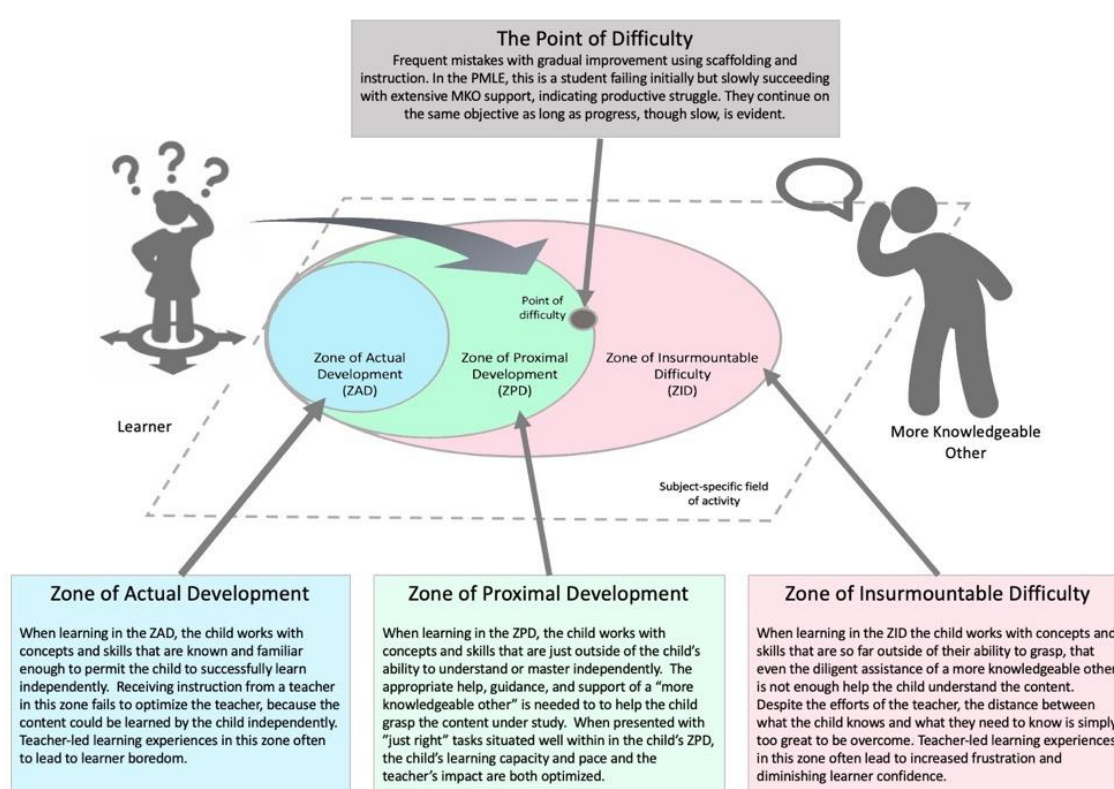 The Point of Difficulty
Frequent mistakes with gradual improvement using scaffolding and
instruction. In the PMLE, this is a student failing initially but slowly succeeding
with extensive MKO support, indicating productive struggle. They continue on
the same objective as long as progress, though slow, is evident.
? ? ?
Point of
difficulty
Zone of Actual
Development
(ZAD)
Zone of Proximal
Development
(ZPD)
Zone of Insurmountable
Difficulty
(ZID)
Learner
More Knowledgeable
Other
Subject-specific field
of activity
Zone of Actual Development
When learning in the ZAD, the child works with
concepts and skills that are known and familiar
enough to permit the child to successfully learn
independently. Receiving instruction from a teacher
in this zone fails to optimize the teacher, because the
content could be learned by the child independently.
Teacher-led learning experiences in this zone often
to lead to learner boredom.
Zone of Proximal Development
When learning in the ZPD, the child works with
concepts and skills that are just outside of the child's
ability to understand or master independently. The
appropriate help, guidance, and support of a "more
knowledgeable other" is needed to to help the child
grasp the content under study. When presented with
"just right" tasks situated well within in the child's ZPD,
the child's learning capacity and pace and the
teacher's impact are both optimized.
Zone of Insurmountable Difficulty
When learning in the ZID the child works with concepts and
skills that are so far outside of their ability to grasp, that
even the diligent assistance of a more knowledgeable other
is not enough help the child understand the content.
Despite the efforts of the teacher, the distance between
what the child knows and what they need to know is simply
too great to be overcome. Teacher-led learning experiences
in this zone often lead to increased frustration and
diminishing learner confidence.